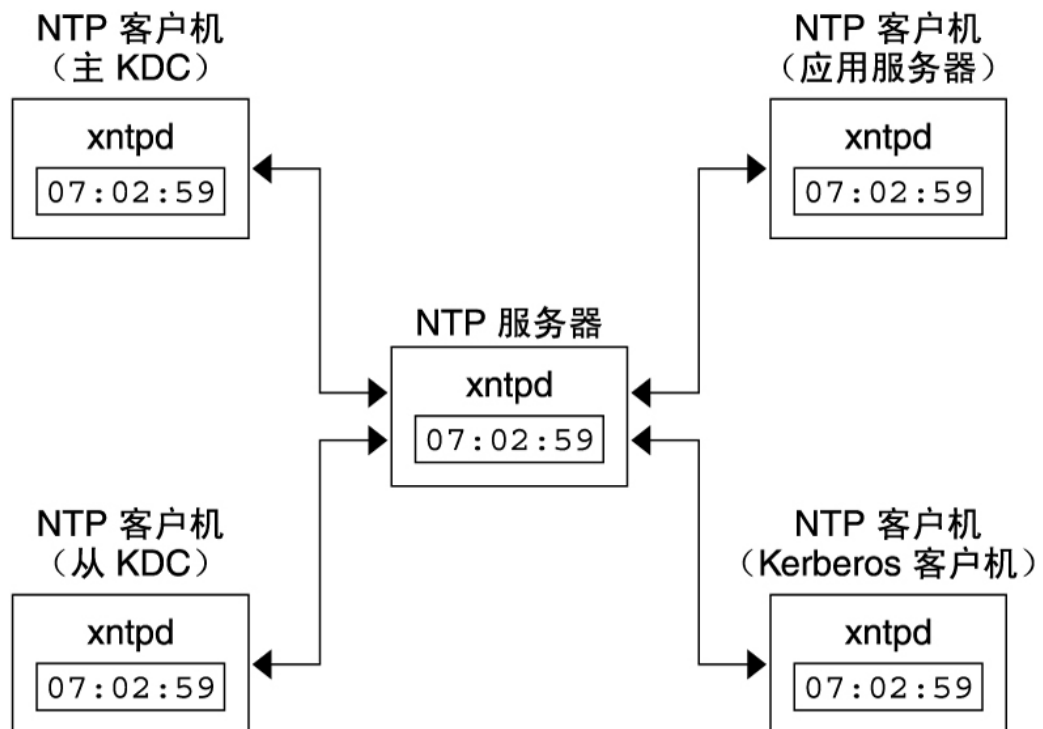 NTP 客户机
（主 KDC）
xntpd
07:02:59
NTP 客户机
（应用服务器）
xntpd
07:02:59
NTP 服务器
xntpd
07:02:59
NTP 客户机
（从 KDC）
xntpd
07:02:59
NTP 客户机
（Kerberos 客户机）
xntpd
07:02:59